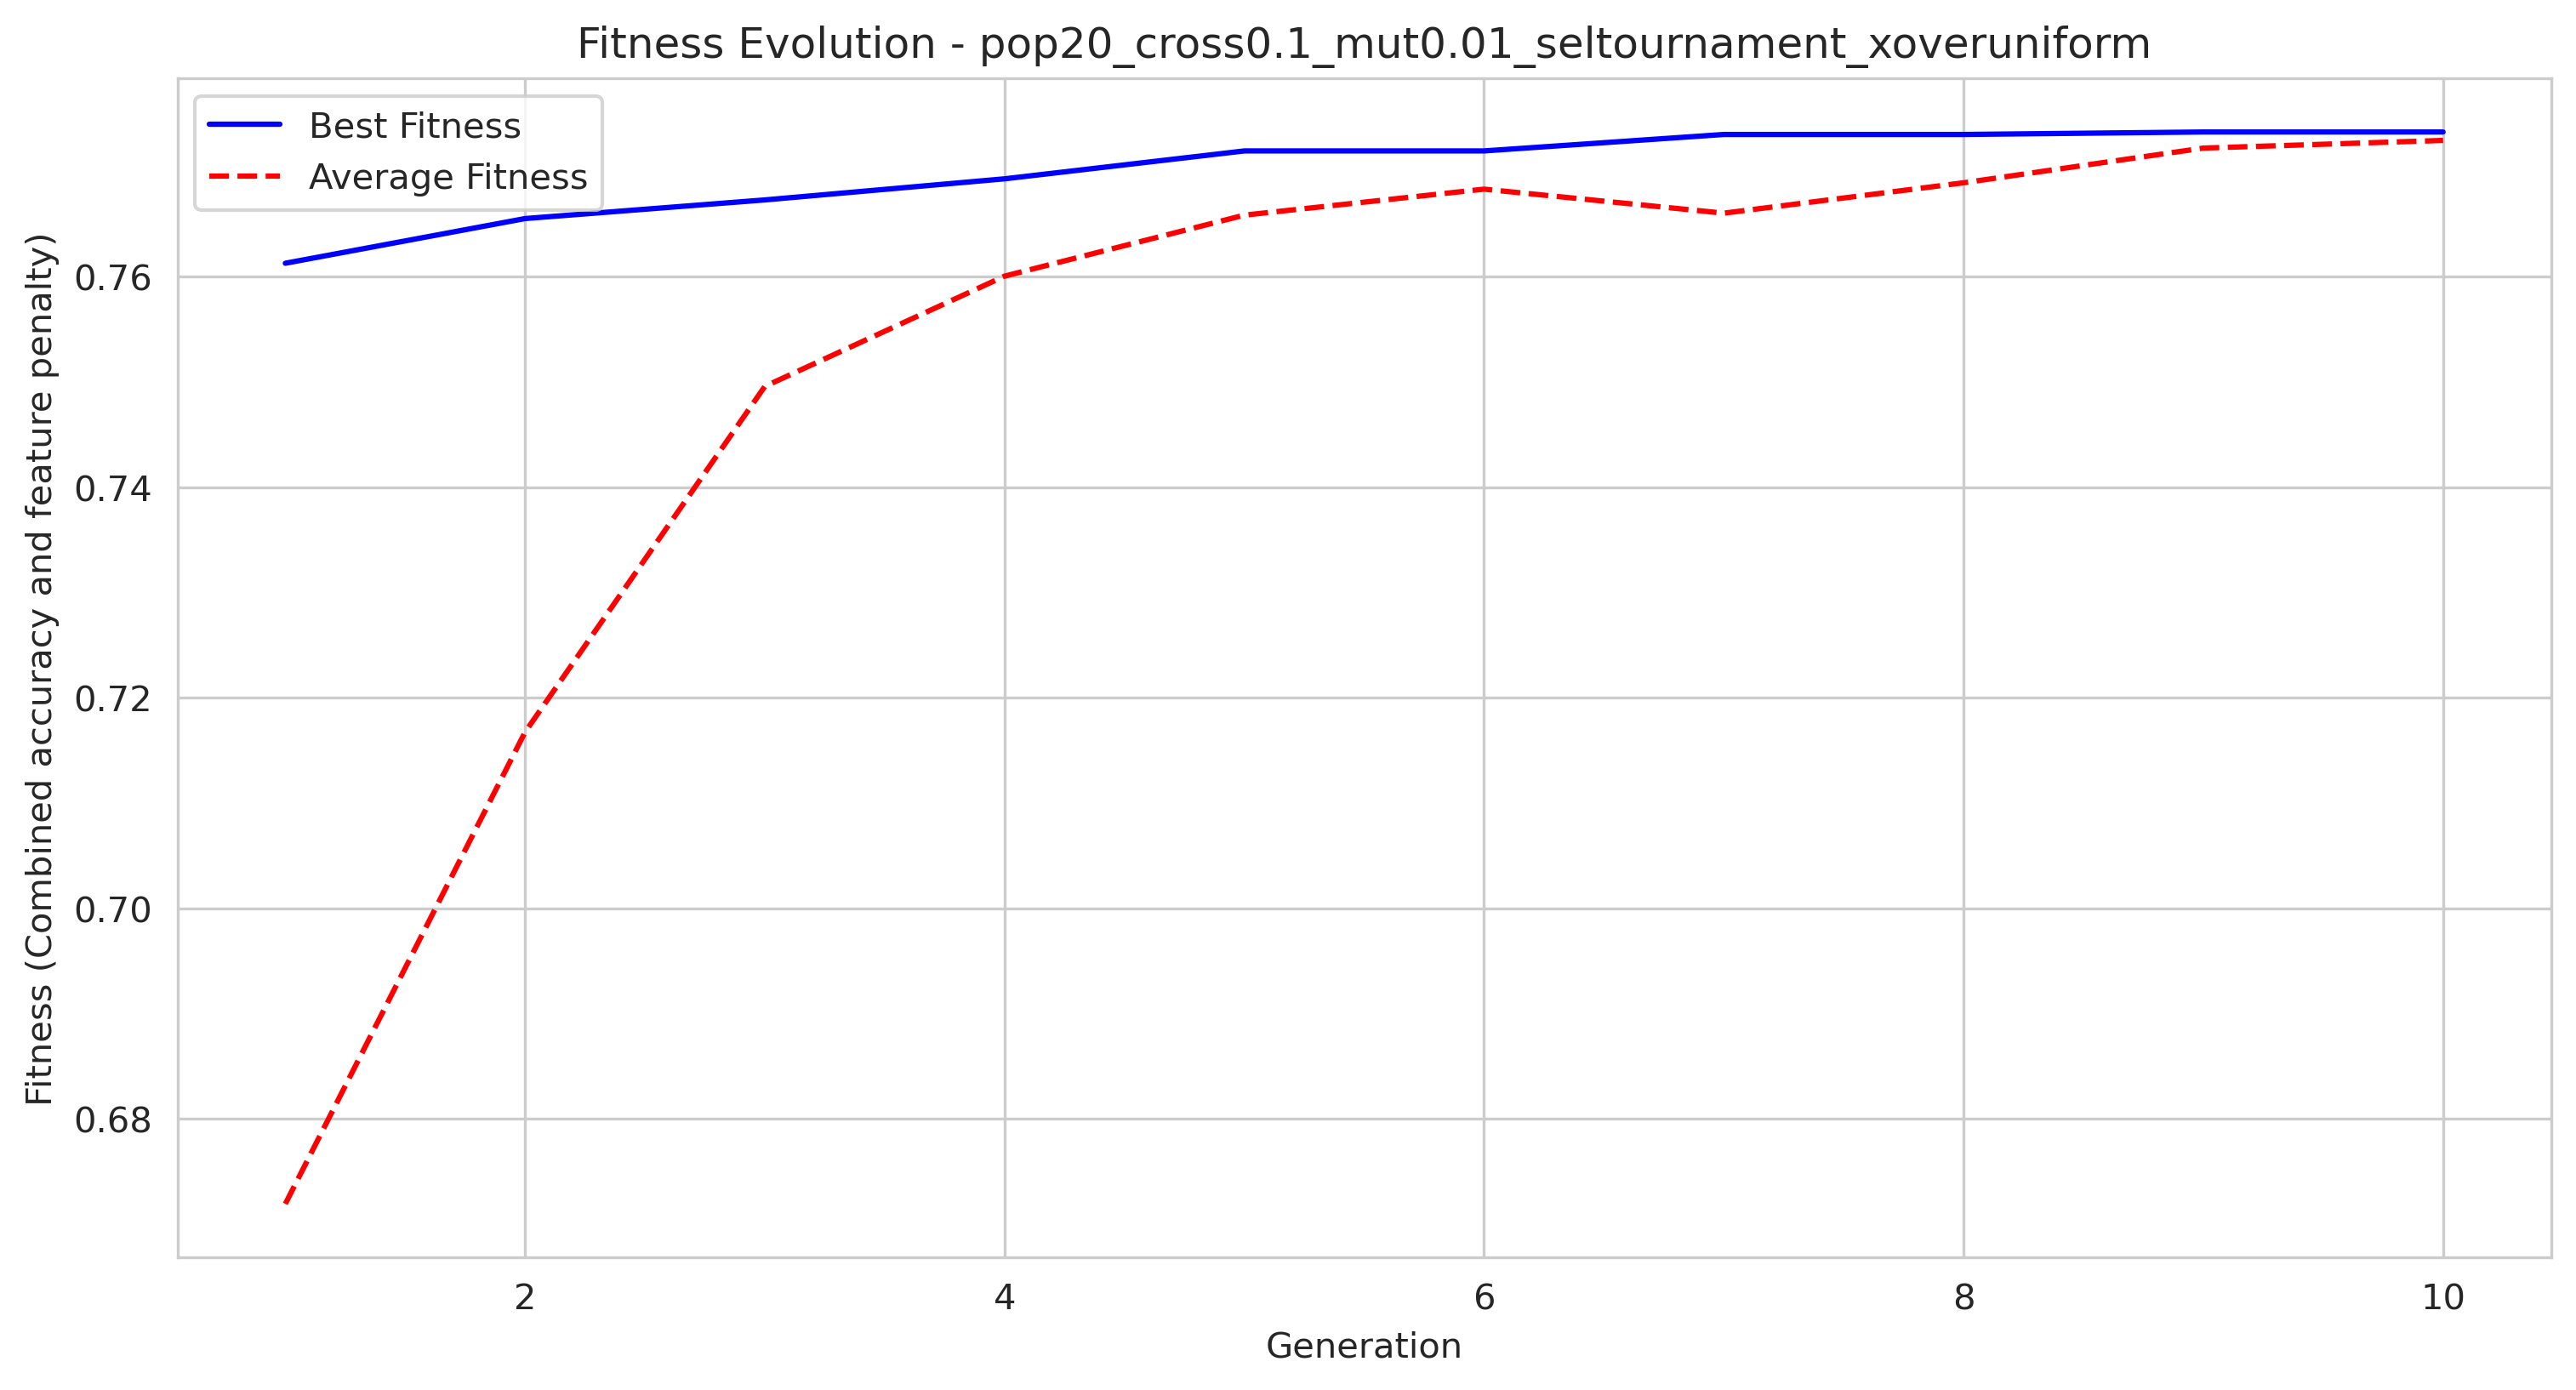 Fitness Evolution - pop20_cross0.1_mut0.01_seltournament_xoveruniform
Best Fitness
Average Fitness
Fitness (Combined accuracy and feature penalty)
0.76
0.74
0.72
0.70
0.68
2 4 6 8 10
Generation